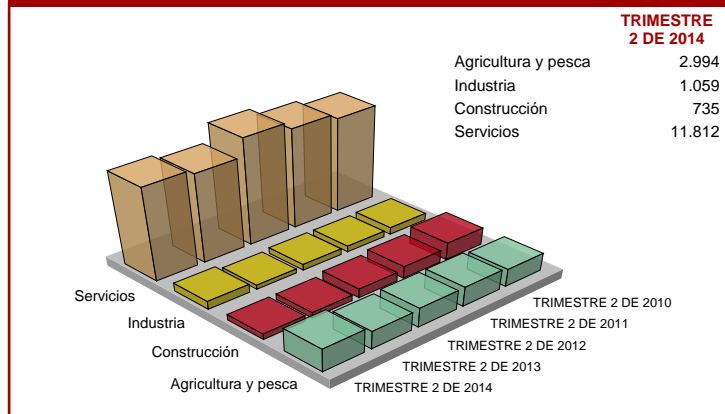 TRIMESTRE
2 DE 2014
Agricultura y pesca 2.994
Industria 1.059
Construcción 735
Servicios 11.812
Servicios
Industria
Construcción
Agricultura y pesca
TRIMESTRE 2 DE 2010
TRIMESTRE 2 DE 2011
TRIMESTRE 2 DE 2012
TRIMESTRE 2 DE 2013
TRIMESTRE 2 DE 2014